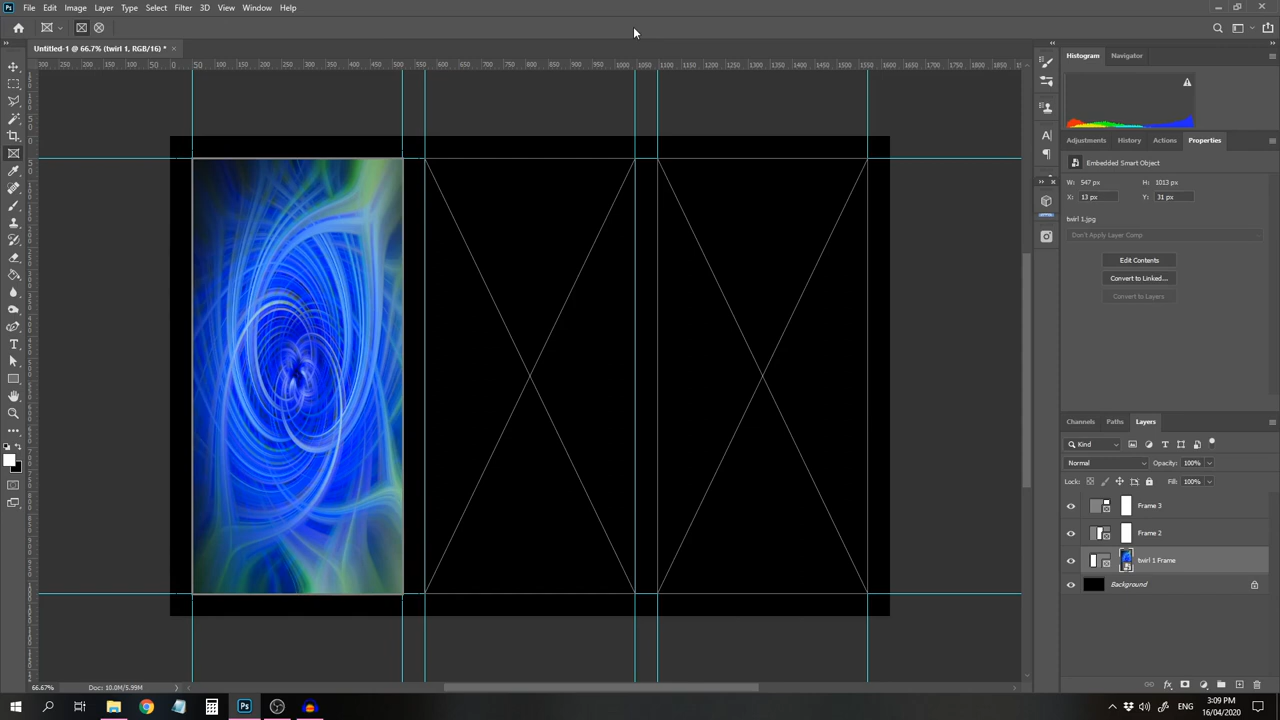 File Edit Image Layer Type Select Filter 3D View Window Help
Untitled-1 @ 66.7% (twirl 1, RGB/16) *
Histogram Navigator
Adjustments History Actions Properties
Embedded Smart Object
W: 547 px H: 1013 px
X: 13 px Y: 31 px
twirl 1.jpg
Don't Apply Layer Comp
Edit Contents
Convert to Linked...
Convert to Layers
Channels Paths Layers
Kind
Normal Opacity: 100%
Lock: Fill: 100%
Frame 3
Frame 2
twirl 1 Frame
Background
66.67% Doc: 10.0M/5.99M
ENG 3:09 PM
16/04/2020